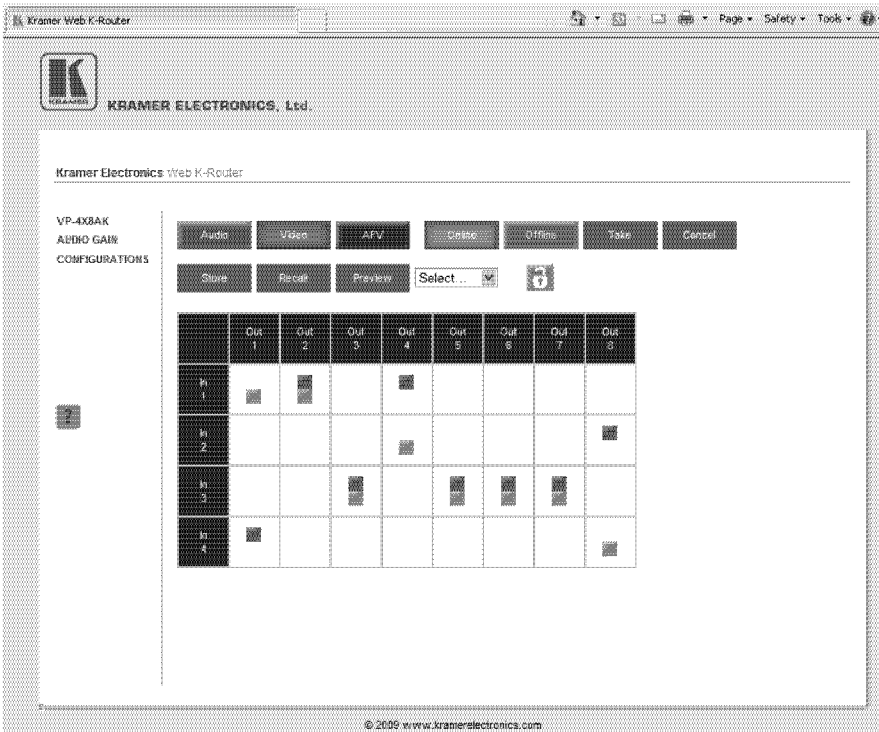 Kramer Web K-Router
Page Safety Tools
KRAMER
KRAMER ELECTRONICS, Ltd.
Kramer Electronics Web K-Router
VP-4X8AK
AUDIO GAIN
CONFIGURATIONS
Audio Video AFV Online Offline Take Cancel
Store Recall Preview Select...
Out 1 Out 2 Out 3 Out 4 Out 5 Out 6 Out 7 Out 8
In 1
?
In 2
In 3
In 4
© 2009 www.kramerelectronics.com